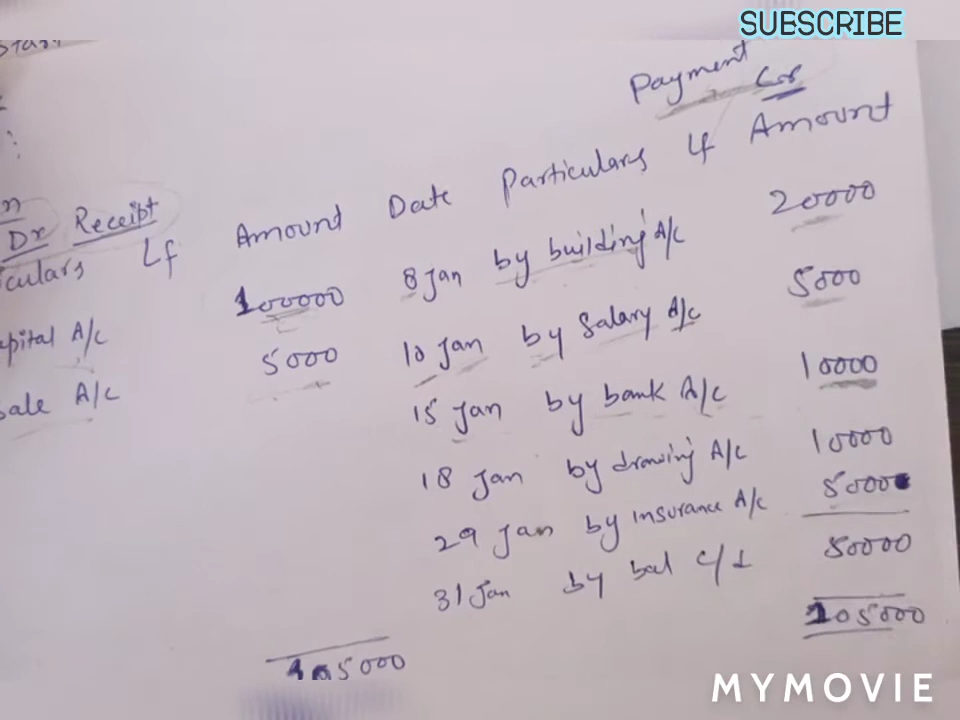 SUBSCRIBE
Payment
Cr
Dr Receipt
Lf Amount Date Particulars Lf Amount
A/c 100000 8 Jan by building A/c 20000
A/c 5000 10 Jan by Salary A/c 5000
15 Jan by bank A/c 10000
18 Jan by drawing A/c 10000
29 Jan by insurance A/c
31 Jan by bal c/d 50000
105000 105000
MYMOVIE